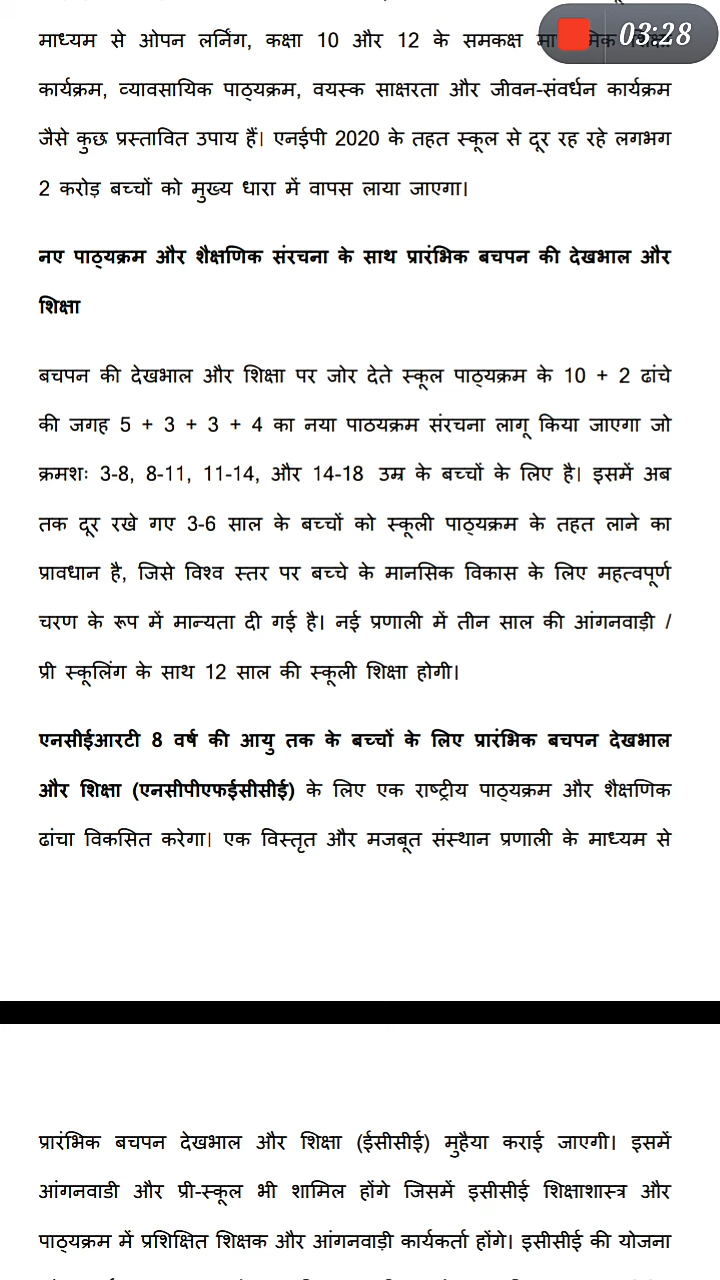 03:28
माध्यम से ओपन लर्निंग, कक्षा 10 और 12 के समकक्ष
कार्यक्रम, व्यावसायिक पाठ्यक्रम, वयस्क साक्षरता और जीवन-संवर्धन कार्यक्रम
जैसे कुछ प्रस्तावित उपाय हैं। एनईपी 2020 के तहत स्कूल से दूर रह रहे लगभग
2 करोड़ बच्चों को मुख्य धारा में वापस लाया जाएगा।
नए पाठ्यक्रम और शैक्षणिक संरचना के साथ प्रारंभिक बचपन की देखभाल और
शिक्षा
बचपन की देखभाल और शिक्षा पर जोर देते स्कूल पाठ्यक्रम के 10 + 2 ढांचे
की जगह 5 + 3 + 3 + 4 का नया पाठयक्रम संरचना लागू किया जाएगा जो
क्रमशः 3-8, 8-11, 11-14, और 14-18 उम्र के बच्चों के लिए है। इसमें अब
तक दूर रखे गए 3-6 साल के बच्चों को स्कूली पाठ्यक्रम के तहत लाने का
प्रावधान है, जिसे विश्व स्तर पर बच्चे के मानसिक विकास के लिए महत्वपूर्ण
चरण के रूप में मान्यता दी गई है। नई प्रणाली में तीन साल की आंगनवाड़ी /
प्री स्कूलिंग के साथ 12 साल की स्कूली शिक्षा होगी।
एनसीईआरटी 8 वर्ष की आयु तक के बच्चों के लिए प्रारंभिक बचपन देखभाल
और शिक्षा (एनसीपीएफईसीसीई) के लिए एक राष्ट्रीय पाठ्यक्रम और शैक्षणिक
ढांचा विकसित करेगा। एक विस्तृत और मजबूत संस्थान प्रणाली के माध्यम से
प्रारंभिक बचपन देखभाल और शिक्षा (ईसीसीई) मुहैया कराई जाएगी। इसमें
आंगनवाडी और प्री-स्कूल भी शामिल होंगे जिसमें इसीसीई शिक्षाशास्त्र और
पाठ्यक्रम में प्रशिक्षित शिक्षक और आंगनवाड़ी कार्यकर्ता होंगे। इसीसीई की योजना